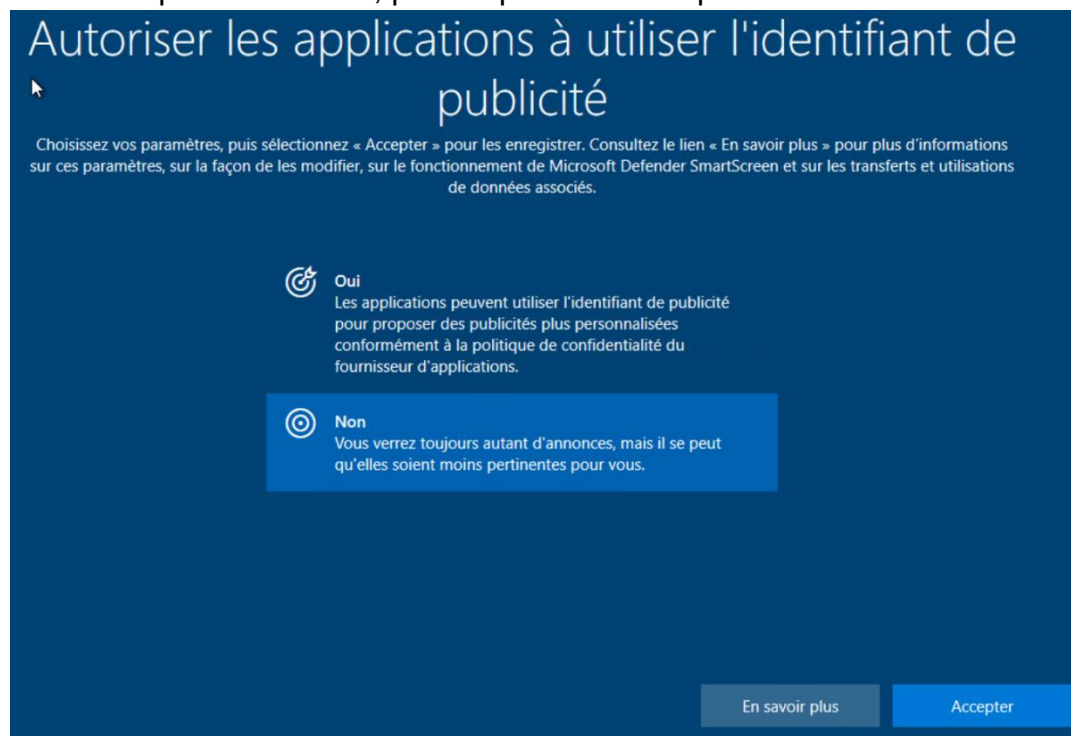 Autoriser les applications à utiliser l'identifiant de
publicité
Choisissez vos paramètres, puis sélectionnez « Accepter » pour les enregistrer. Consultez le lien « En savoir plus » pour plus d'informations
sur ces paramètres, sur la façon de les modifier, sur le fonctionnement de Microsoft Defender SmartScreen et sur les transferts et utilisations
de données associés.
Oui
Les applications peuvent utiliser l'identifiant de publicité
pour proposer des publicités plus personnalisées
conformément à la politique de confidentialité du
fournisseur d'applications.
Non
Vous verrez toujours autant d'annonces, mais il se peut
qu'elles soient moins pertinentes pour vous.
En savoir plus
Accepter